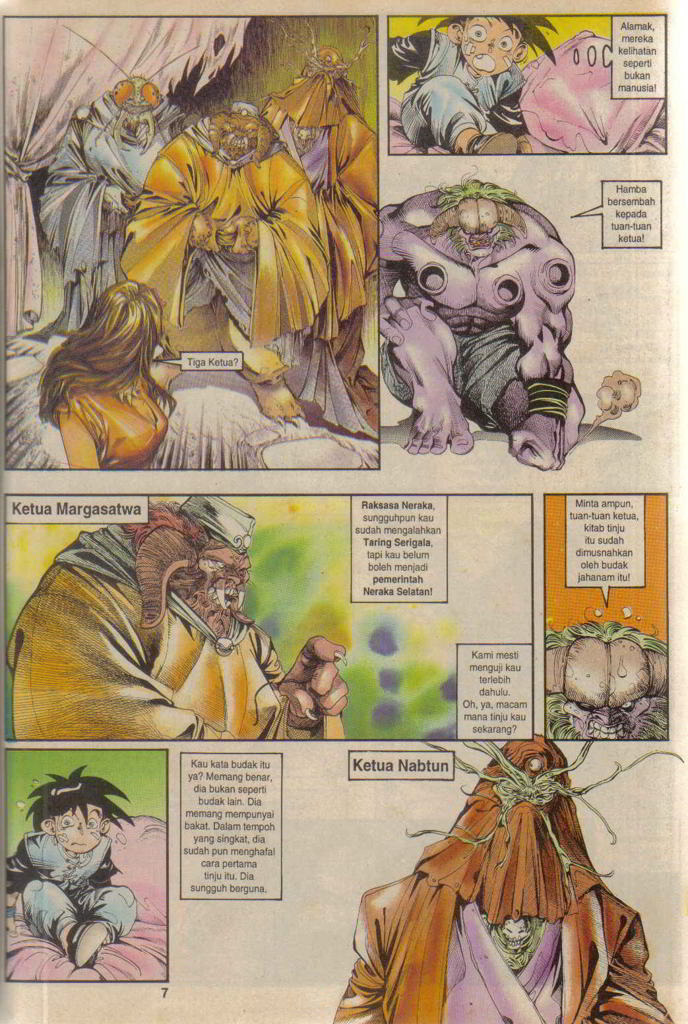 Tiga Ketua?
Alamak,
mereka
kelihatan
seperti
bukan
manusia!
Hamba
bersembah
kepada
tuan-tuan
ketua!
Ketua Margasatwa
Raksasa Neraka,
sungguhpun kau
sudah mengalahkan
Taring Serigala,
tapi kau belum
boleh menjadi
pemerintah
Neraka Selatan!
Kami mesti
menguji kau
terlebih
dahulu.
Oh, ya, macam
mana tinju kau
sekarang?
Minta ampun,
tuan-tuan ketua,
kitab tinju
itu sudah
dimusnahkan
oleh budak
jahanam itu!
Kau kata budak itu
ya? Memang benar,
dia bukan seperti
budak lain. Dia
memang mempunyai
bakat. Dalam tempoh
yang singkat, dia
sudah pun menghafal
cara pertama
tinju itu. Dia
sungguh berguna.
Ketua Nabtun
7